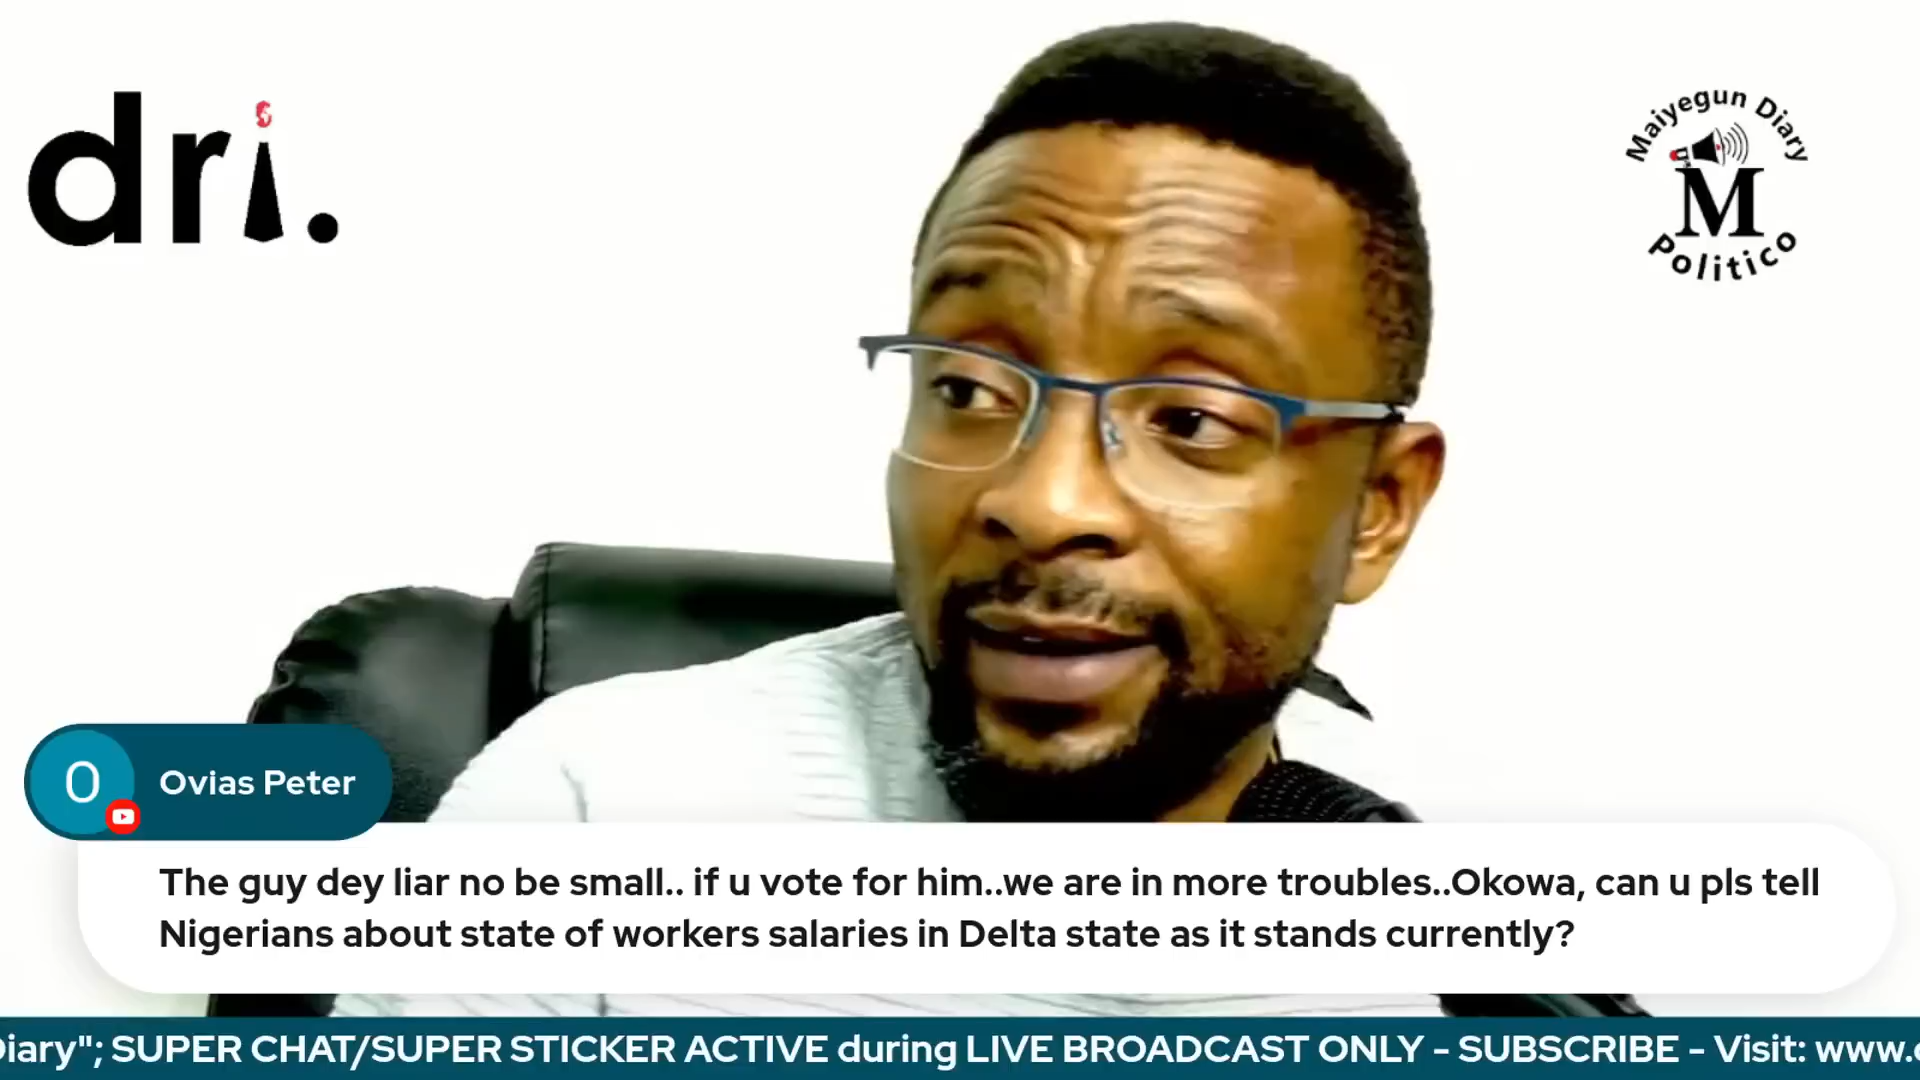 dri.
Maiyegun Diary
M
Politico
O
Ovias Peter
The guy dey liar no be small.. if u vote for him..we are in more troubles..Okowa, can u pls tell
Nigerians about state of workers salaries in Delta state as it stands currently?
Diary"; SUPER CHAT/SUPER STICKER ACTIVE during LIVE BROADCAST ONLY - SUBSCRIBE - Visit: www.